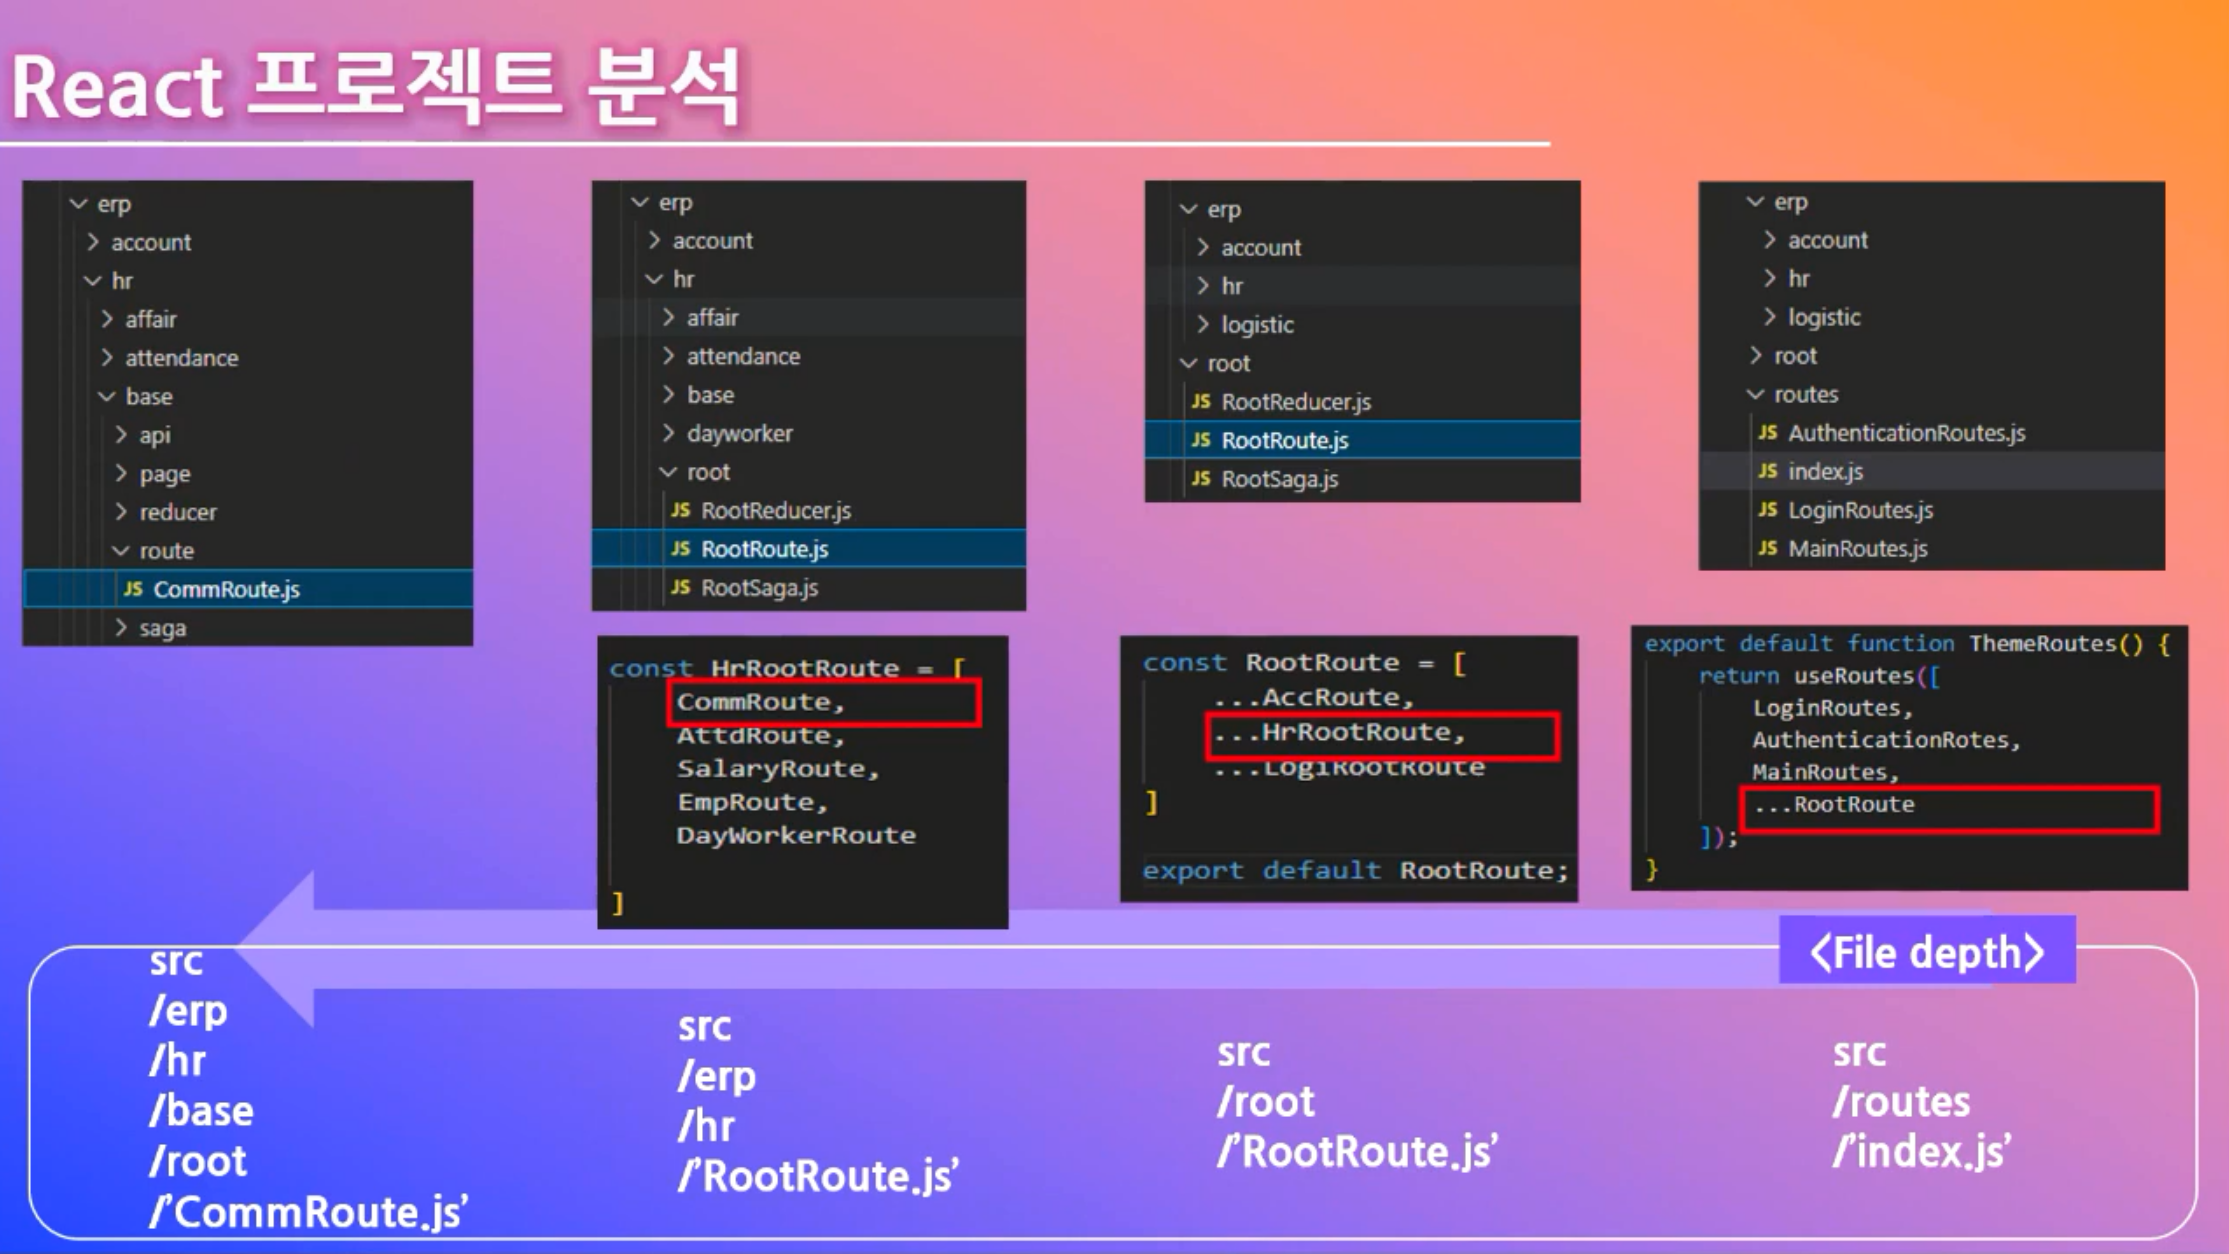 React 프로젝트 분석
erp
account
hr
affair
attendance
base
api
page
reducer
route
JS CommRoute.js
saga
erp
account
hr
affair
attendance
base
dayworker
root
JS RootReducer.js
JS RootRoute.js
JS RootSaga.js
erp
account
hr
logistic
root
JS RootReducer.js
JS RootRoute.js
JS RootSaga.js
erp
account
hr
logistic
root
routes
JS AuthenticationRoutes.js
JS index.js
JS LoginRoutes.js
JS MainRoutes.js
const HrRootRoute = [
CommRoute,
AttdRoute,
SalaryRoute,
EmpRoute,
DayWorkerRoute
]
const RootRoute = [
...AccRoute,
...HrRootRoute,
...LogiRootRoute
]
export default RootRoute;
export default function ThemeRoutes() {
return useRoutes([
LoginRoutes,
AuthenticationRotes,
MainRoutes,
...RootRoute
]);
}
<File depth>
src
/erp
/hr
/base
/root
/'CommRoute.js'
src
/erp
/hr
/'RootRoute.js'
src
/root
/'RootRoute.js'
src
/routes
/'index.js'